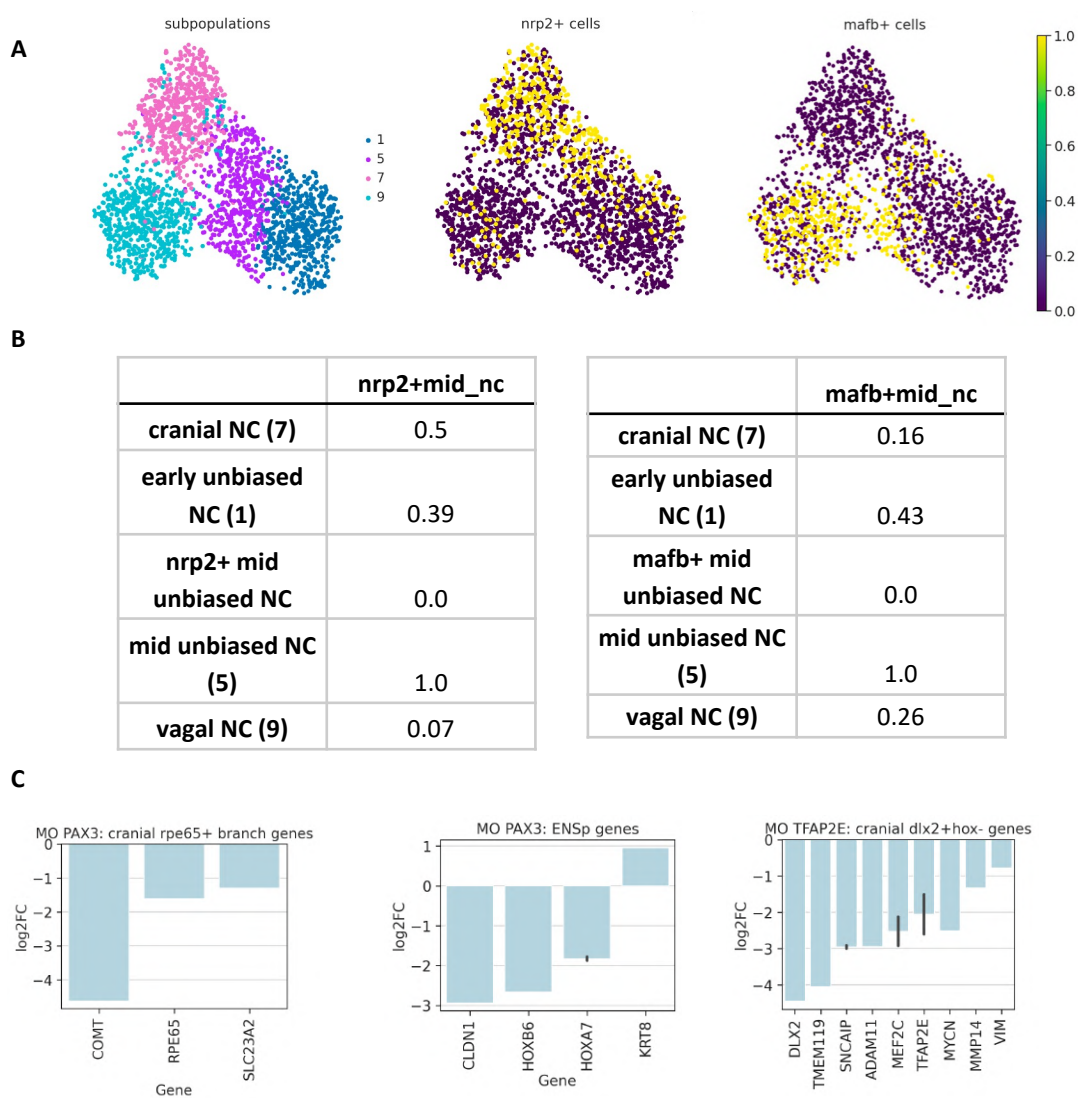 A
subpopulations
nrp2+ cells
mafb+ cells
1
5
7
9
1.0
0.8
0.6
0.4
0.2
0.0
B
nrp2+mid_nc
cranial NC (7) 0.5
early unbiased
NC (1) 0.39
nrp2+ mid
unbiased NC 0.0
mid unbiased NC
(5) 1.0
vagal NC (9) 0.07
mafb+mid_nc
cranial NC (7) 0.16
early unbiased
NC (1) 0.43
mafb+ mid
unbiased NC 0.0
mid unbiased NC
(5) 1.0
vagal NC (9) 0.26
C
MO PAX3: cranial rpe65+ branch genes
0
−1
−2
−3
−4
log2FC
COMT
RPE65
SLC23A2
Gene
MO PAX3: ENSp genes
1
0
−1
−2
−3
log2FC
CLDN1
HOXB6
HOXA7
KRT8
Gene
MO TFAP2E: cranial dlx2+hox- genes
0
−1
−2
−3
−4
log2FC
DLX2
TMEM119
SNCAIP
ADAM11
MEF2C
TFAP2E
MYCN
MMP14
VIM